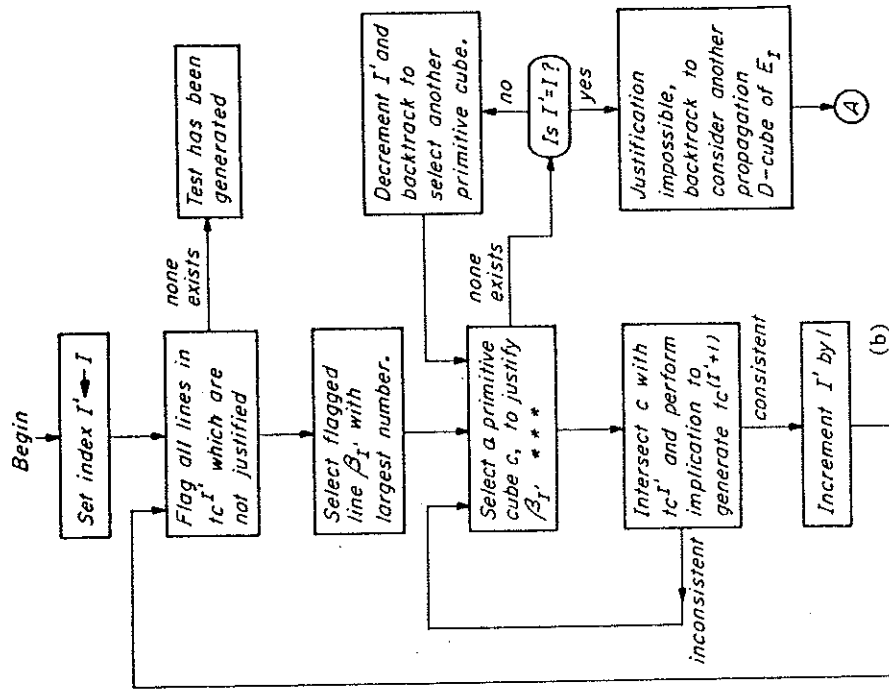 Begin
Set index I' ← I
Flag all lines in
tc^I' which are
not justified
none
exists
Test has been
generated
Select flagged
line β_I' with
largest number.
Select a primitive
cube c, to justify
β_I' ***
none
exists
Decrement I' and
backtrack to
select another
primitive cube.
no
Is I'=I?
yes
Justification
impossible,
backtrack to
consider another
propagation
D-cube of E_I
A
Intersect c with
tc^I' and perform
implication to
generate tc^(I'+1)
inconsistent
consistent
Increment I' by 1
(b)